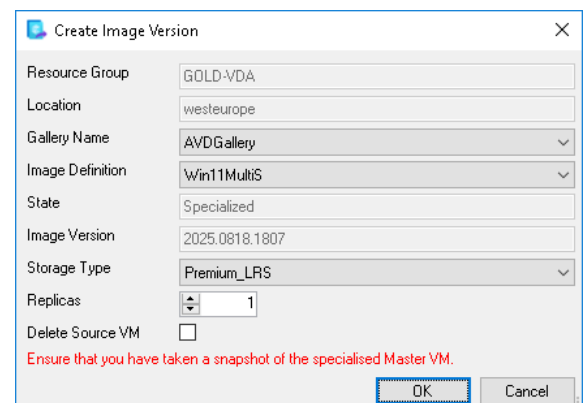 Create Image Version
Resource Group GOLD-VDA
Location westeurope
Gallery Name AVDGallery
Image Definition Win11MultiS
State Specialized
Image Version 2025.0818.1807
Storage Type Premium_LRS
Replicas 1
Delete Source VM
Ensure that you have taken a snapshot of the specialised Master VM.
OK Cancel